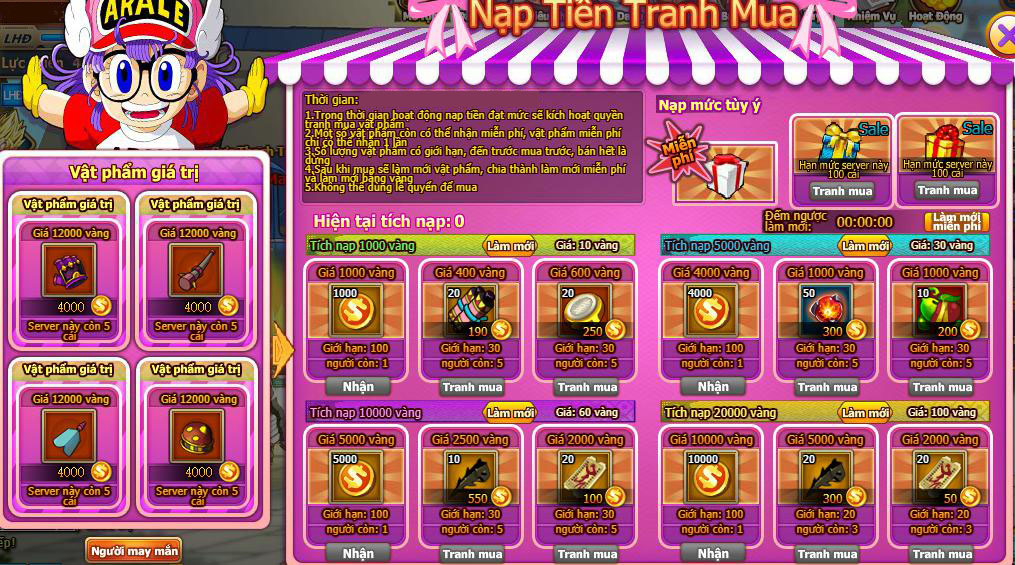 ARALE
Nạp Tiền Tranh Mua
Nhiệm Vụ
Hoạt Động
LHĐ
Lực
Vật phẩm giá trị
Vật phẩm giá trị
Giá 12000 vàng
4000
Server này còn 5
cái
Vật phẩm giá trị
Giá 12000 vàng
4000
Server này còn 5
cái
Vật phẩm giá trị
Giá 12000 vàng
4000
Server này còn 5
cái
Vật phẩm giá trị
Giá 12000 vàng
4000
Server này còn 5
cái
Người may mắn
Thời gian:
1.Trong thời gian hoạt động nạp tiền đạt mức sẽ kích hoạt quyền
tranh mua vật phẩm
2.Một số vật phẩm còn có thể nhận miễn phí, vật phẩm miễn phí
chỉ có thể nhận 1 lần
3.Số lượng vật phẩm có giới hạn, đến trước mua trước, bán hết là
dừng
4.Sau khi mua sẽ làm mới vật phẩm, chia thành làm mới miễn phí
và làm mới bằng vàng
5.Không thể dùng lễ quyển để mua
Nạp mức tùy ý
Miễn
phí
Sale
Hạn mức server này
100 cái
Tranh mua
Sale
Hạn mức server này
100 cái
Tranh mua
Hiện tại tích nạp: 0
Đếm ngược
làm mới:
00:00:00
Làm mới
miễn phí
Tích nạp 1000 vàng
Làm mới
Giá: 10 vàng
Giá 1000 vàng
1000
Giới hạn: 100
người còn: 1
Nhận
Giá 400 vàng
20
190
Giới hạn: 30
người còn: 5
Tranh mua
Giá 600 vàng
20
250
Giới hạn: 30
người còn: 5
Tranh mua
Tích nạp 5000 vàng
Làm mới
Giá: 30 vàng
Giá 4000 vàng
4000
Giới hạn: 100
người còn: 1
Nhận
Giá 1000 vàng
50
300
Giới hạn: 30
người còn: 5
Tranh mua
Giá 1000 vàng
10
200
Giới hạn: 30
người còn: 5
Tranh mua
Tích nạp 10000 vàng
Làm mới
Giá: 60 vàng
Giá 5000 vàng
5000
Giới hạn: 100
người còn: 1
Nhận
Giá 2500 vàng
10
550
Giới hạn: 30
người còn: 5
Tranh mua
Giá 2000 vàng
20
100
Giới hạn: 30
người còn: 5
Tranh mua
Tích nạp 20000 vàng
Làm mới
Giá: 100 vàng
Giá 10000 vàng
10000
Giới hạn: 100
người còn: 1
Nhận
Giá 5000 vàng
20
300
Giới hạn: 20
người còn: 3
Tranh mua
Giá 2000 vàng
20
50
Giới hạn: 20
người còn: 3
Tranh mua